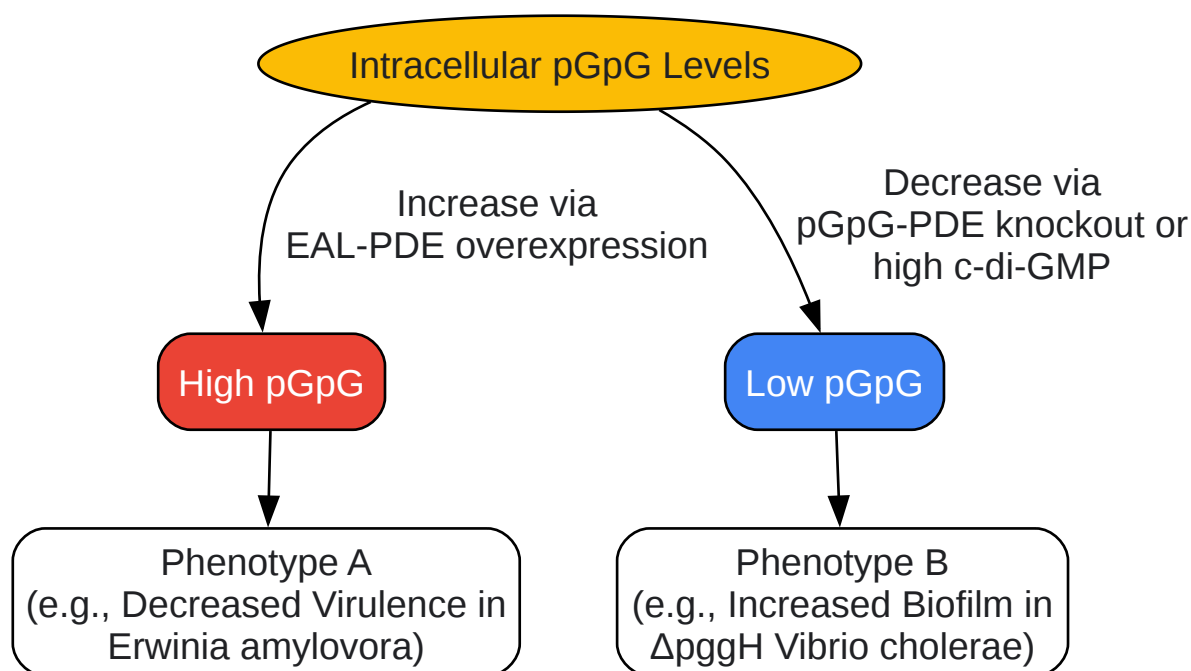 Intracellular pGpG Levels
Increase via
EAL-PDE overexpression
Decrease via
pGpG-PDE knockout or
high c-di-GMP
High pGpG
Low pGpG
Phenotype A
(e.g., Decreased Virulence in
Erwinia amylovora)
Phenotype B
(e.g., Increased Biofilm in
ΔpggH Vibrio cholerae)